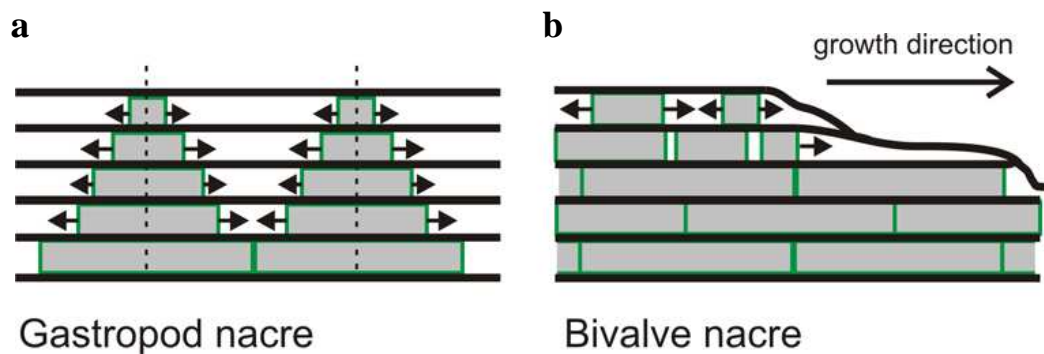 a
b
growth direction
Gastropod nacre
Bivalve nacre